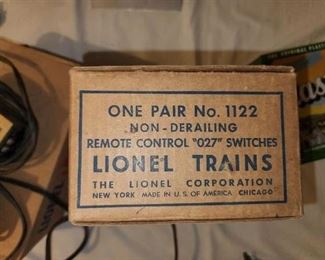 ONE PAIR No. 1122
NON-DERAILING
REMOTE CONTROL "027" SWITCHES
LIONEL TRAINS
THE LIONEL CORPORATION
NEW YORK MADE IN U. S. OF AMERICA CHICAGO